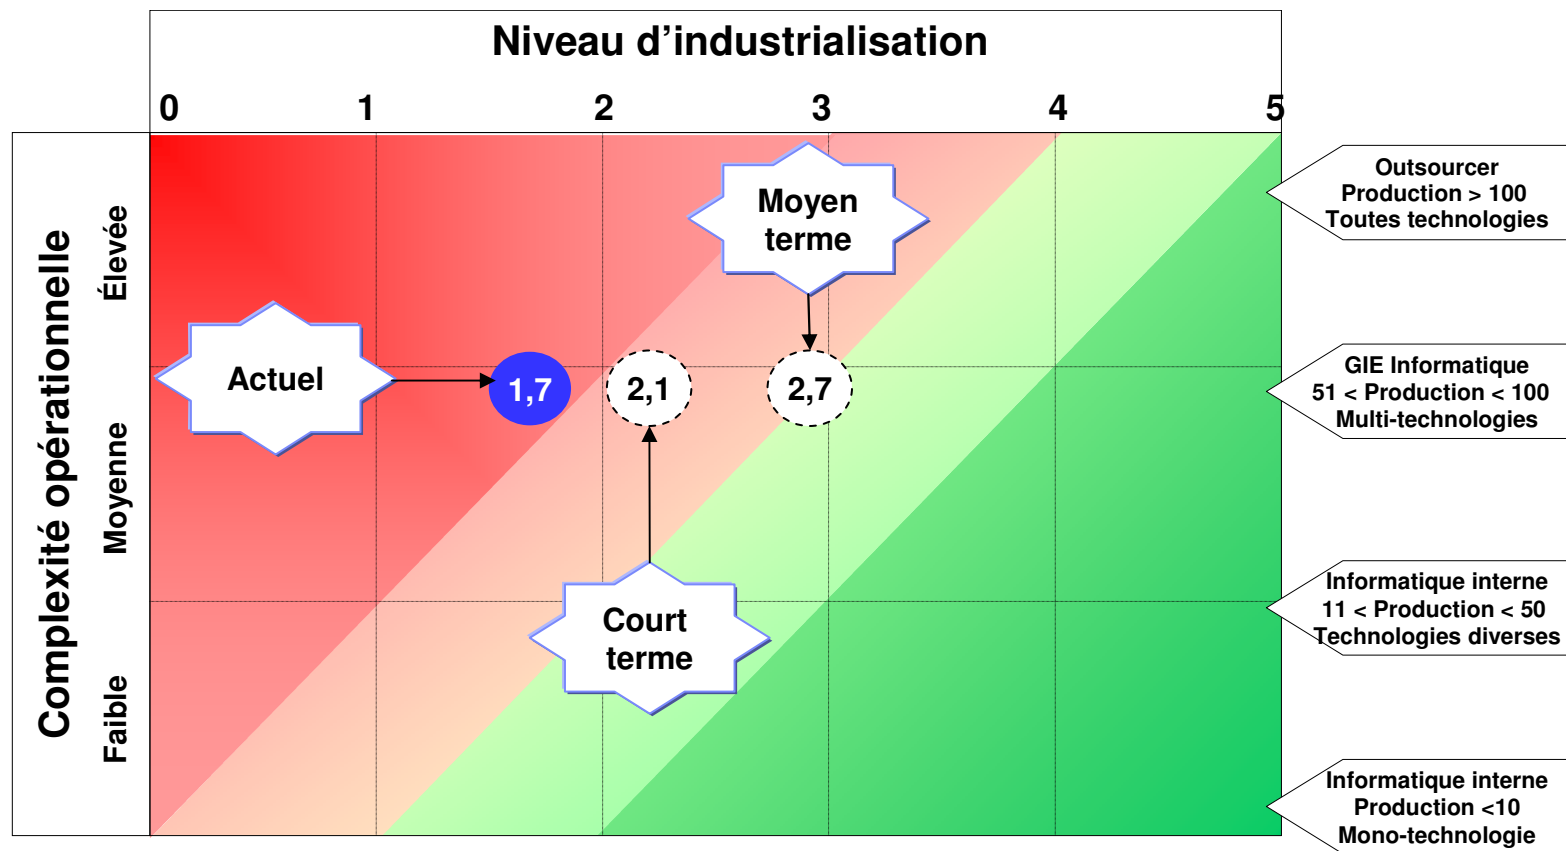 Niveau d’industrialisation
0 1 2 3 4 5
Complexité opérationnelle
Élevée
Moyenne
Faible
Moyen
terme
Actuel
1,7
2,1
2,7
Court
terme
Outsourcer
Production > 100
Toutes technologies
GIE Informatique
51 < Production < 100
Multi-technologies
Informatique interne
11 < Production < 50
Technologies diverses
Informatique interne
Production <10
Mono-technologie